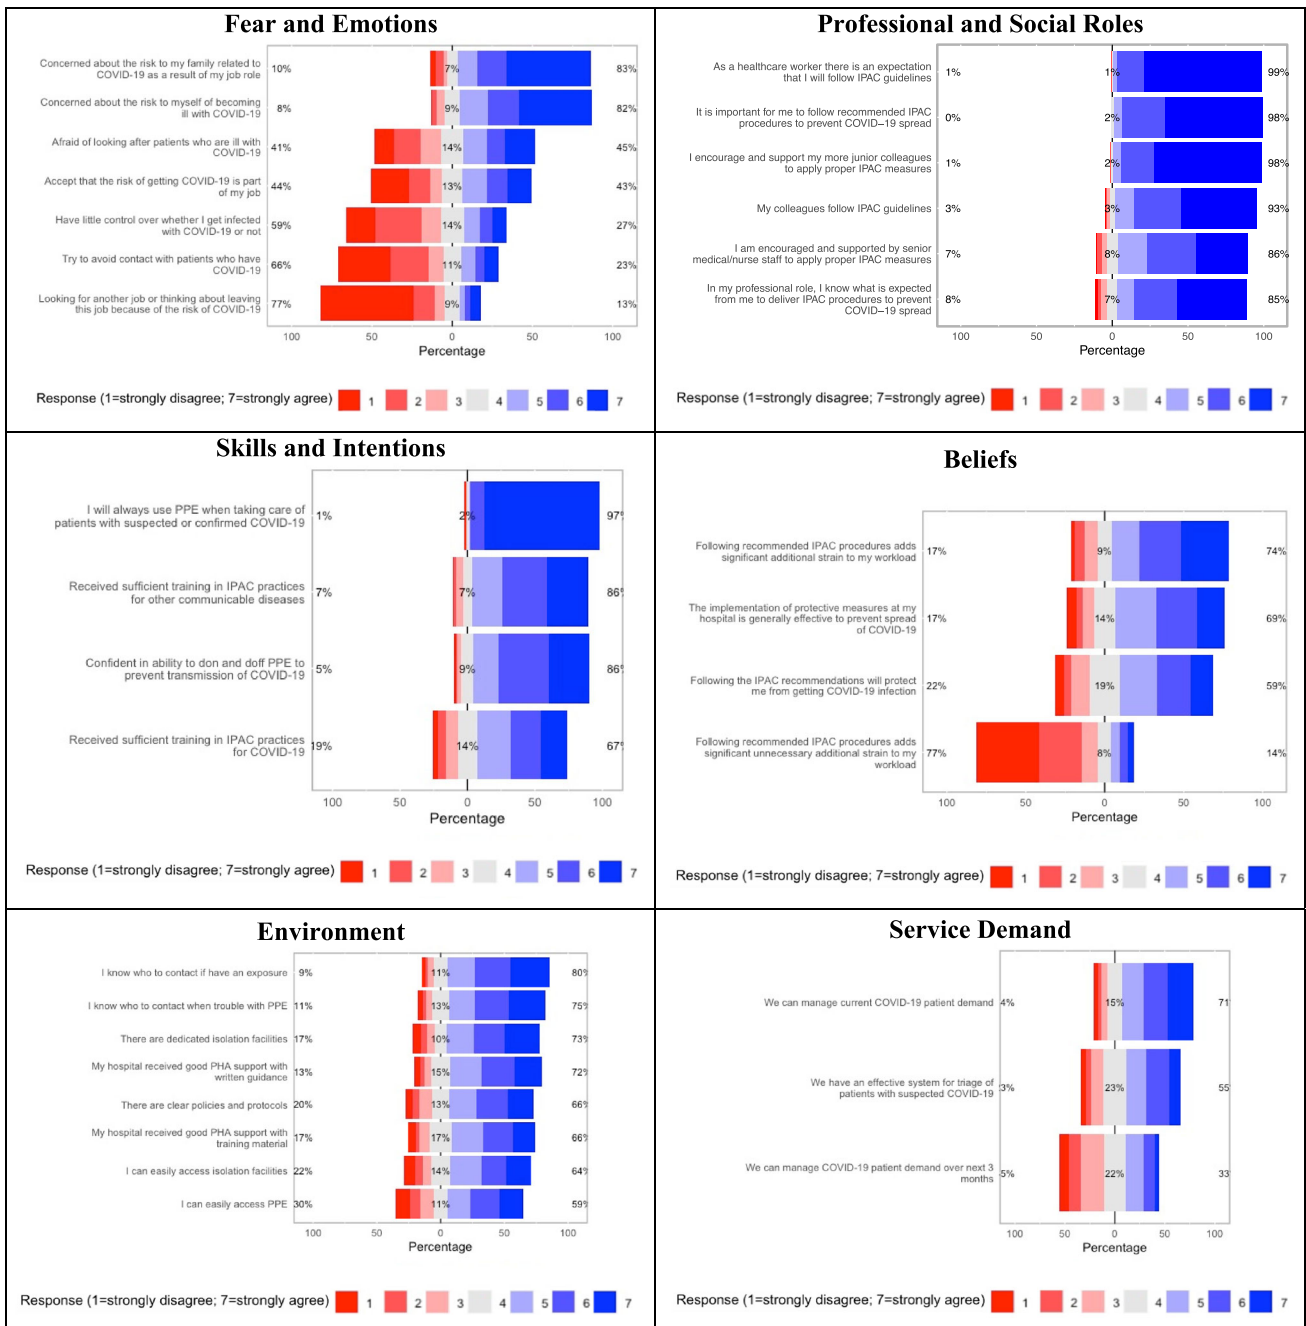 Fear and Emotions
Concerned about the risk to my family related to
COVID-19 as a result of my job role
10%
7%
83%
Concerned about the risk to myself of becoming
ill with COVID-19
8%
9%
82%
Afraid of looking after patients who are ill with
COVID-19
41%
14%
45%
Accept that the risk of getting COVID-19 is part
of my job
44%
13%
43%
Have little control over whether I get infected
with COVID-19 or not
59%
14%
27%
Try to avoid contact with patients who have
COVID-19
66%
11%
23%
Looking for another job or thinking about leaving
this job because of the risk of COVID-19
77%
9%
13%
100 50 0 50 100
Percentage
Response (1=strongly disagree; 7=strongly agree) 1 2 3 4 5 6 7
Professional and Social Roles
As a healthcare worker there is an expectation
that I will follow IPAC guidelines
1%
1%
99%
It is important for me to follow recommended IPAC
procedures to prevent COVID–19 spread
0%
2%
98%
I encourage and support my more junior colleagues
to apply proper IPAC measures
1%
2%
98%
My colleagues follow IPAC guidelines
3%
3%
93%
I am encouraged and supported by senior
medical/nurse staff to apply proper IPAC measures
7%
8%
86%
In my professional role, I know what is expected
from me to deliver IPAC procedures to prevent
COVID–19 spread
8%
7%
85%
100 50 0 50 100
Percentage
Response (1=strongly disagree; 7=strongly agree) 1 2 3 4 5 6 7
Skills and Intentions
I will always use PPE when taking care of
patients with suspected or confirmed COVID-19
1%
2%
97%
Received sufficient training in IPAC practices
for other communicable diseases
7%
7%
86%
Confident in ability to don and doff PPE to
prevent transmission of COVID-19
5%
9%
86%
Received sufficient training in IPAC practices
for COVID-19
19%
14%
67%
100 50 0 50 100
Percentage
Response (1=strongly disagree; 7=strongly agree) 1 2 3 4 5 6 7
Beliefs
Following recommended IPAC procedures adds
significant additional strain to my workload
17%
9%
74%
The implementation of protective measures at my
hospital is generally effective to prevent spread
of COVID-19
17%
14%
69%
Following the IPAC recommendations will protect
me from getting COVID-19 infection
22%
19%
59%
Following recommended IPAC procedures adds
significant unnecessary additional strain to my
workload
77%
8%
14%
100 50 0 50 100
Percentage
Response (1=strongly disagree; 7=strongly agree) 1 2 3 4 5 6 7
Environment
I know who to contact if have an exposure
9%
11%
80%
I know who to contact when trouble with PPE
11%
13%
75%
There are dedicated isolation facilities
17%
10%
73%
My hospital received good PHA support with
written guidance
13%
15%
72%
There are clear policies and protocols
20%
13%
66%
My hospital received good PHA support with
training material
17%
17%
66%
I can easily access isolation facilities
22%
14%
64%
I can easily access PPE
30%
11%
59%
100 50 0 50 100
Percentage
Response (1=strongly disagree; 7=strongly agree) 1 2 3 4 5 6 7
Service Demand
We can manage current COVID-19 patient demand
4%
15%
71
We have an effective system for triage of
patients with suspected COVID-19
3%
23%
55
We can manage COVID-19 patient demand over next 3
months
5%
22%
33
100 50 0 50 100
Percentage
Response (1=strongly disagree; 7=strongly agree) 1 2 3 4 5 6 7